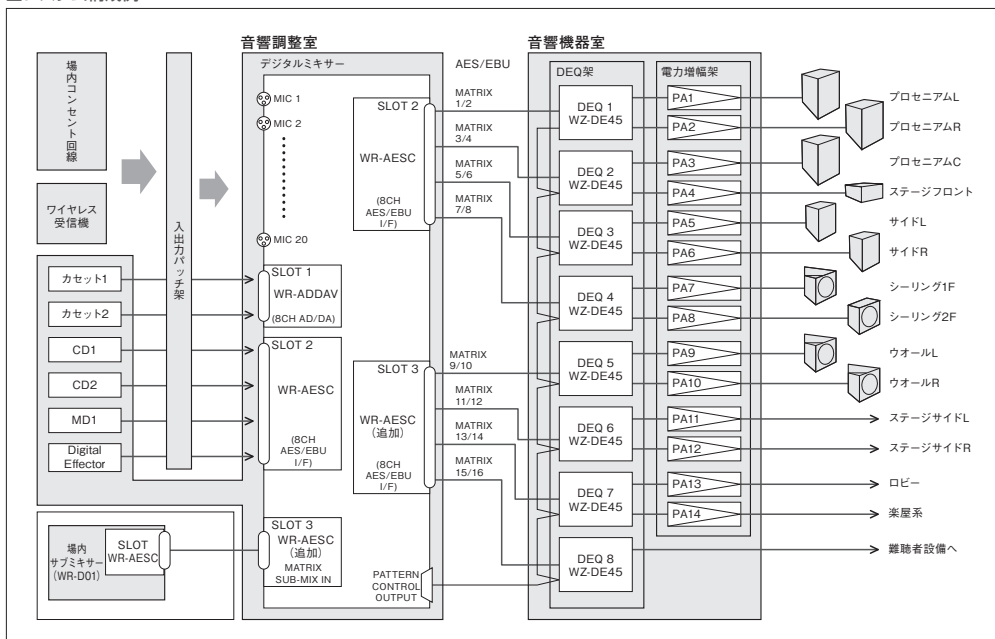 音響調整室
音響機器室
場内コンセント回線
ワイヤレス
受信機
入出力パッチ架
カセット1
カセット2
CD1
CD2
MD1
Digital
Effector
場内
サブミキサー
(WR-D01)
SLOT
WR-AESC
デジタルミキサー
MIC 1
MIC 2
MIC 20
SLOT 1
WR-ADDAV
(8CH AD/DA)
SLOT 2
WR-AESC
(8CH
AES/EBU
I/F)
SLOT 3
WR-AESC
(追加)
MATRIX
SUB-MIX IN
SLOT 2
WR-AESC
(8CH
AES/EBU
I/F)
SLOT 3
WR-AESC
(追加)
(8CH
AES/EBU
I/F)
PATTERN
CONTROL
OUTPUT
AES/EBU
MATRIX
1/2
MATRIX
3/4
MATRIX
5/6
MATRIX
7/8
MATRIX
9/10
MATRIX
11/12
MATRIX
13/14
MATRIX
15/16
DEQ架
DEQ 1
WZ-DE45
DEQ 2
WZ-DE45
DEQ 3
WZ-DE45
DEQ 4
WZ-DE45
DEQ 5
WZ-DE45
DEQ 6
WZ-DE45
DEQ 7
WZ-DE45
DEQ 8
WZ-DE45
電力増幅架
PA1
PA2
PA3
PA4
PA5
PA6
PA7
PA8
PA9
PA10
PA11
PA12
PA13
PA14
プロセニアムL
プロセニアムR
プロセニアムC
ステージフロント
サイドL
サイドR
シーリング1F
シーリング2F
ウオールL
ウオールR
ステージサイドL
ステージサイドR
ロビー
楽屋系
難聴者設備へ